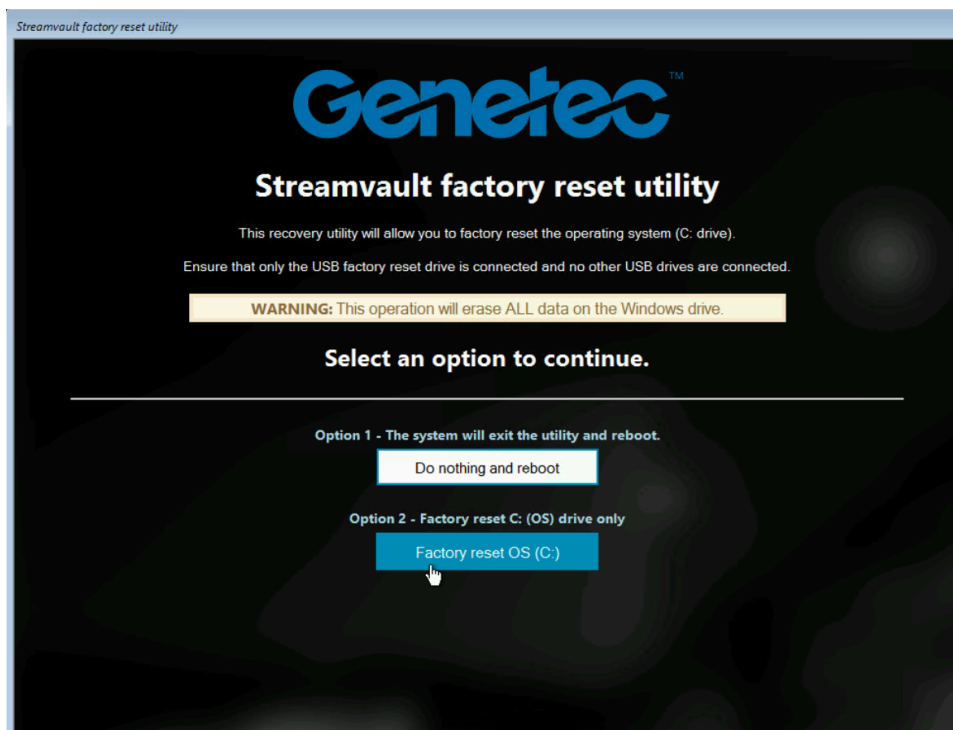 Streamvault factory reset utility
Genetec™
Streamvault factory reset utility
This recovery utility will allow you to factory reset the operating system (C: drive).
Ensure that only the USB factory reset drive is connected and no other USB drives are connected.
WARNING: This operation will erase ALL data on the Windows drive.
Select an option to continue.
Option 1 - The system will exit the utility and reboot.
Do nothing and reboot
Option 2 - Factory reset C: (OS) drive only
Factory reset OS (C:)